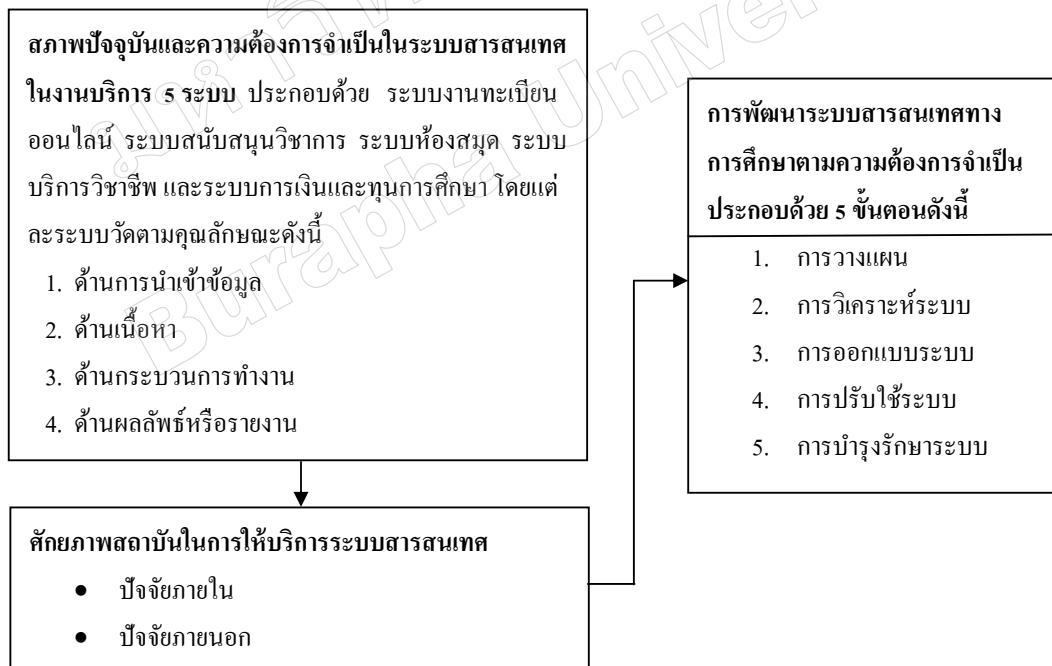 สภาพปัจจุบันและความต้องการจำเป็นในระบบสารสนเทศ
ในงานบริการ 5 ระบบ ประกอบด้วย ระบบงานทะเบียน
ออนไลน์ ระบบสนับสนุนวิชาการ ระบบห้องสมุด ระบบ
บริการวิชาชีพ และระบบการเงินและทุนการศึกษา โดยแต่
ละระบบวัดตามคุณลักษณะดังนี้
1. ด้านการนำเข้าข้อมูล
2. ด้านเนื้อหา
3. ด้านกระบวนการทำงาน
4. ด้านผลลัพธ์หรือรายงาน
ศักยภาพสถาบันในการให้บริการระบบสารสนเทศ
● ปัจจัยภายใน
● ปัจจัยภายนอก
การพัฒนาระบบสารสนเทศทาง
การศึกษาตามความต้องการจำเป็น
ประกอบด้วย 5 ขั้นตอนดังนี้
1. การวางแผน
2. การวิเคราะห์ระบบ
3. การออกแบบระบบ
4. การปรับใช้ระบบ
5. การบำรุงรักษาระบบ
Burapha